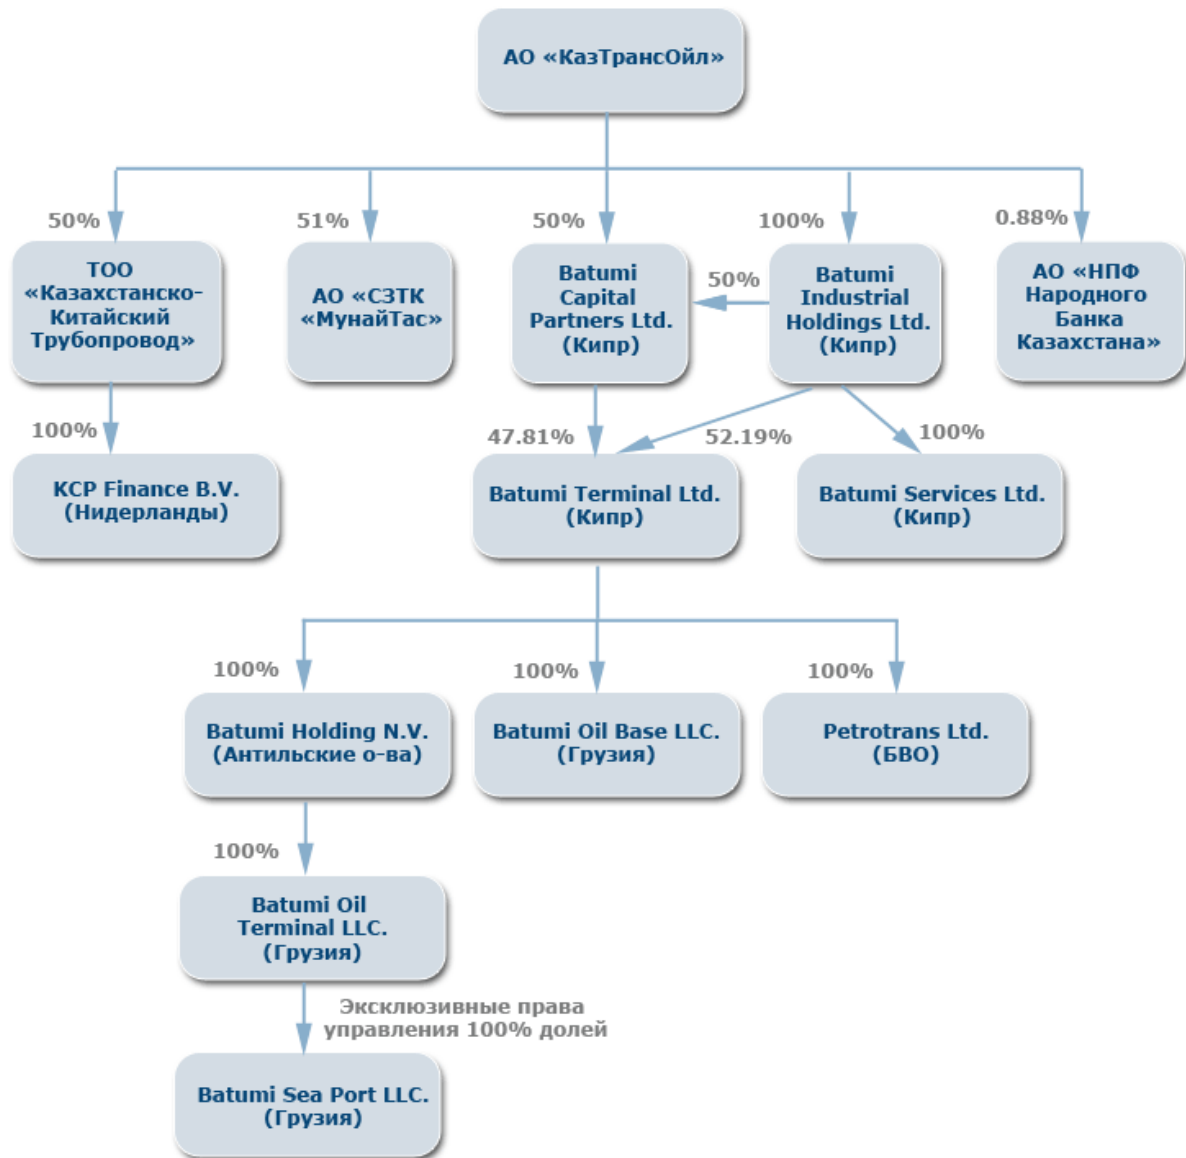 АО «КазТрансОйл»
50%
51%
50%
100%
0.88%
ТОО
«Казахстанско-
Китайский
Трубопровод»
АО «СЗТК
«МунайТас»
Batumi
Capital
Partners Ltd.
(Кипр)
50%
Batumi
Industrial
Holdings Ltd.
(Кипр)
АО «НПФ
Народного
Банка
Казахстана»
100%
47.81%
52.19%
100%
KCP Finance B.V.
(Нидерланды)
Batumi Terminal Ltd.
(Кипр)
Batumi Services Ltd.
(Кипр)
100%
100%
100%
Batumi Holding N.V.
(Антильские о-ва)
Batumi Oil Base LLC.
(Грузия)
Petrotrans Ltd.
(БВО)
100%
Batumi Oil
Terminal LLC.
(Грузия)
Эксклюзивные права
управления 100% долей
Batumi Sea Port LLC.
(Грузия)